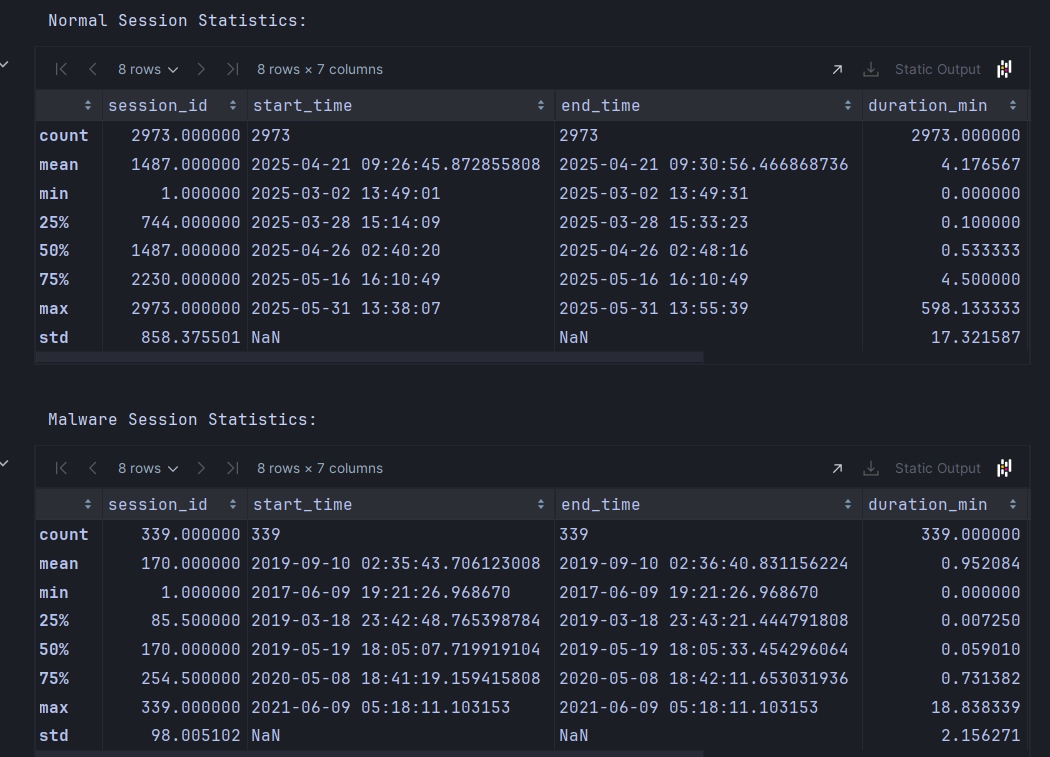 Normal Session Statistics:
8 rows 8 rows × 7 columns Static Output
session_id start_time end_time duration_min
count 2973.000000 2973 2973 2973.000000
mean 1487.000000 2025-04-21 09:26:45.872855808 2025-04-21 09:30:56.466868736 4.176567
min 1.000000 2025-03-02 13:49:01 2025-03-02 13:49:31 0.000000
25% 744.000000 2025-03-28 15:14:09 2025-03-28 15:33:23 0.100000
50% 1487.000000 2025-04-26 02:40:20 2025-04-26 02:48:16 0.533333
75% 2230.000000 2025-05-16 16:10:49 2025-05-16 16:10:49 4.500000
max 2973.000000 2025-05-31 13:38:07 2025-05-31 13:55:39 598.133333
std 858.375501 NaN NaN 17.321587
Malware Session Statistics:
8 rows 8 rows × 7 columns Static Output
session_id start_time end_time duration_min
count 339.000000 339 339 339.000000
mean 170.000000 2019-09-10 02:35:43.706123008 2019-09-10 02:36:40.831156224 0.952084
min 1.000000 2017-06-09 19:21:26.968670 2017-06-09 19:21:26.968670 0.000000
25% 85.500000 2019-03-18 23:42:48.765398784 2019-03-18 23:43:21.444791808 0.007250
50% 170.000000 2019-05-19 18:05:07.719919104 2019-05-19 18:05:33.454296064 0.059010
75% 254.500000 2020-05-08 18:41:19.159415808 2020-05-08 18:42:11.653031936 0.731382
max 339.000000 2021-06-09 05:18:11.103153 2021-06-09 05:18:11.103153 18.838339
std 98.005102 NaN NaN 2.156271